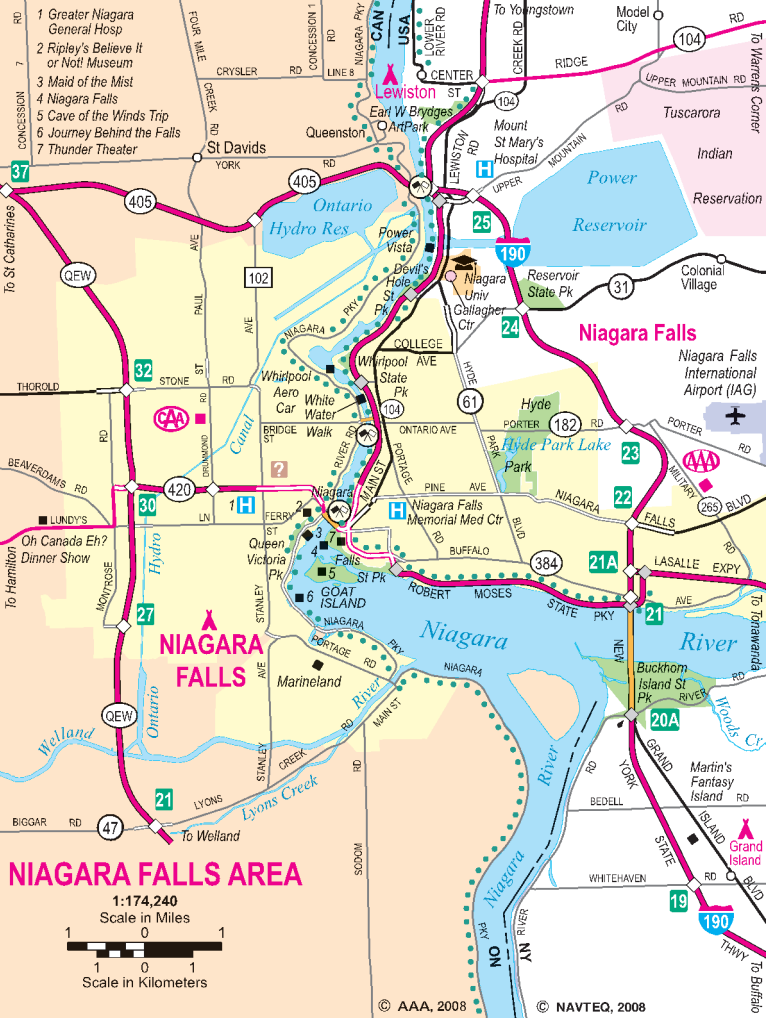 1 Greater Niagara
General Hosp
2 Ripley's Believe It
or Not! Museum
3 Maid of the Mist
4 Niagara Falls
5 Cave of the Winds Trip
6 Journey Behind the Falls
7 Thunder Theater
RD
7
CONCESSION
FOUR MILE
CREEK
RD
CONCESSION 1
RD
NIAGARA PKY
CAN
USA
LOWER
RIVER RD
To Youngstown
CREEK RD
Model
City
RD
104
RIDGE
To Warrens Corner
CRYSLER RD
LINE 8
CENTER
ST
Lewiston
104
UPPER MOUNTAIN RD
Tuscarora
Indian
Reservation
Earl W Brydges
ArtPark
Queenston
St Davids
YORK RD
LEWISTON
RD
Mount
St Mary's
Hospital
H
UPPER MOUNTAIN RD
37
405
405
To St Catharines
Ontario
Hydro Res
25
Power
Reservoir
190
Power
Vista
QEW
AVE
PAUL
ST
102
AVE
Devil's
Hole
St
Pk
Niagara
Univ
Gallagher
Ctr
Reservoir
State Pk
31
Colonial
Village
24
NIAGARA PKY
COLLEGE
AVE
Niagara Falls
Niagara Falls
International
Airport (IAG)
32
THOROLD
STONE RD
Whirlpool
Aero
Car
Whirlpool
State
Pk
HYDE
61
PARK
BLVD
White
Water
Walk
104
Hyde
Park
Hyde Park Lake
182
PORTER RD
PORTER
RD
CAA
RD
DRUMMOND
Canal
BRIDGE
ST
ONTARIO AVE
23
AAA
MILITARY
265
BLVD
RD
BEAVERDAMS RD
RD
?
RIVER RD
MAIN ST
PORTAGE
RD
30
420
Niagara
PINE AVE
NIAGARA
FALLS
22
1 H
2
H
Niagara Falls
Memorial Med Ctr
LUNDY'S
LN
FERRY
ST
Oh Canada Eh?
Dinner Show
To Hamilton
Hydro
Queen
Victoria
Pk
3
4
7
Falls
St Pk
5
GOAT
ISLAND
6
BUFFALO
384
21A
LASALLE EXPY
AVE
ROBERT MOSES
STATE PKY
21
To Tonawanda
MONTROSE
RD
27
NIAGARA
FALLS
STANLEY
AVE
NIAGARA
PKY
PORTAGE
RD
Marineland
Niagara
River
NEW
NIAGARA
Buckhorn
Island St
Pk
RIVER
RD
20A
Woods
QEW
Ontario
Welland
River
MAIN ST
RD
STANLEY
CREEK
LYONS
Lyons Creek
River
YORK
STATE
THWY
RD
GRAND
ISLAND
BLVD
Martin's
Fantasy
Island
BEDELL RD
21
BIGGAR RD
47
To Welland
RD
SODOM
Grand
Island
WHITEHAVEN RD
19
190
To Buffalo
Niagara
RIVER
PKY
ON
NY
NIAGARA FALLS AREA
1:174,240
Scale in Miles
1 0 1
1 0 1
Scale in Kilometers
© AAA, 2008
© NAVTEQ, 2008